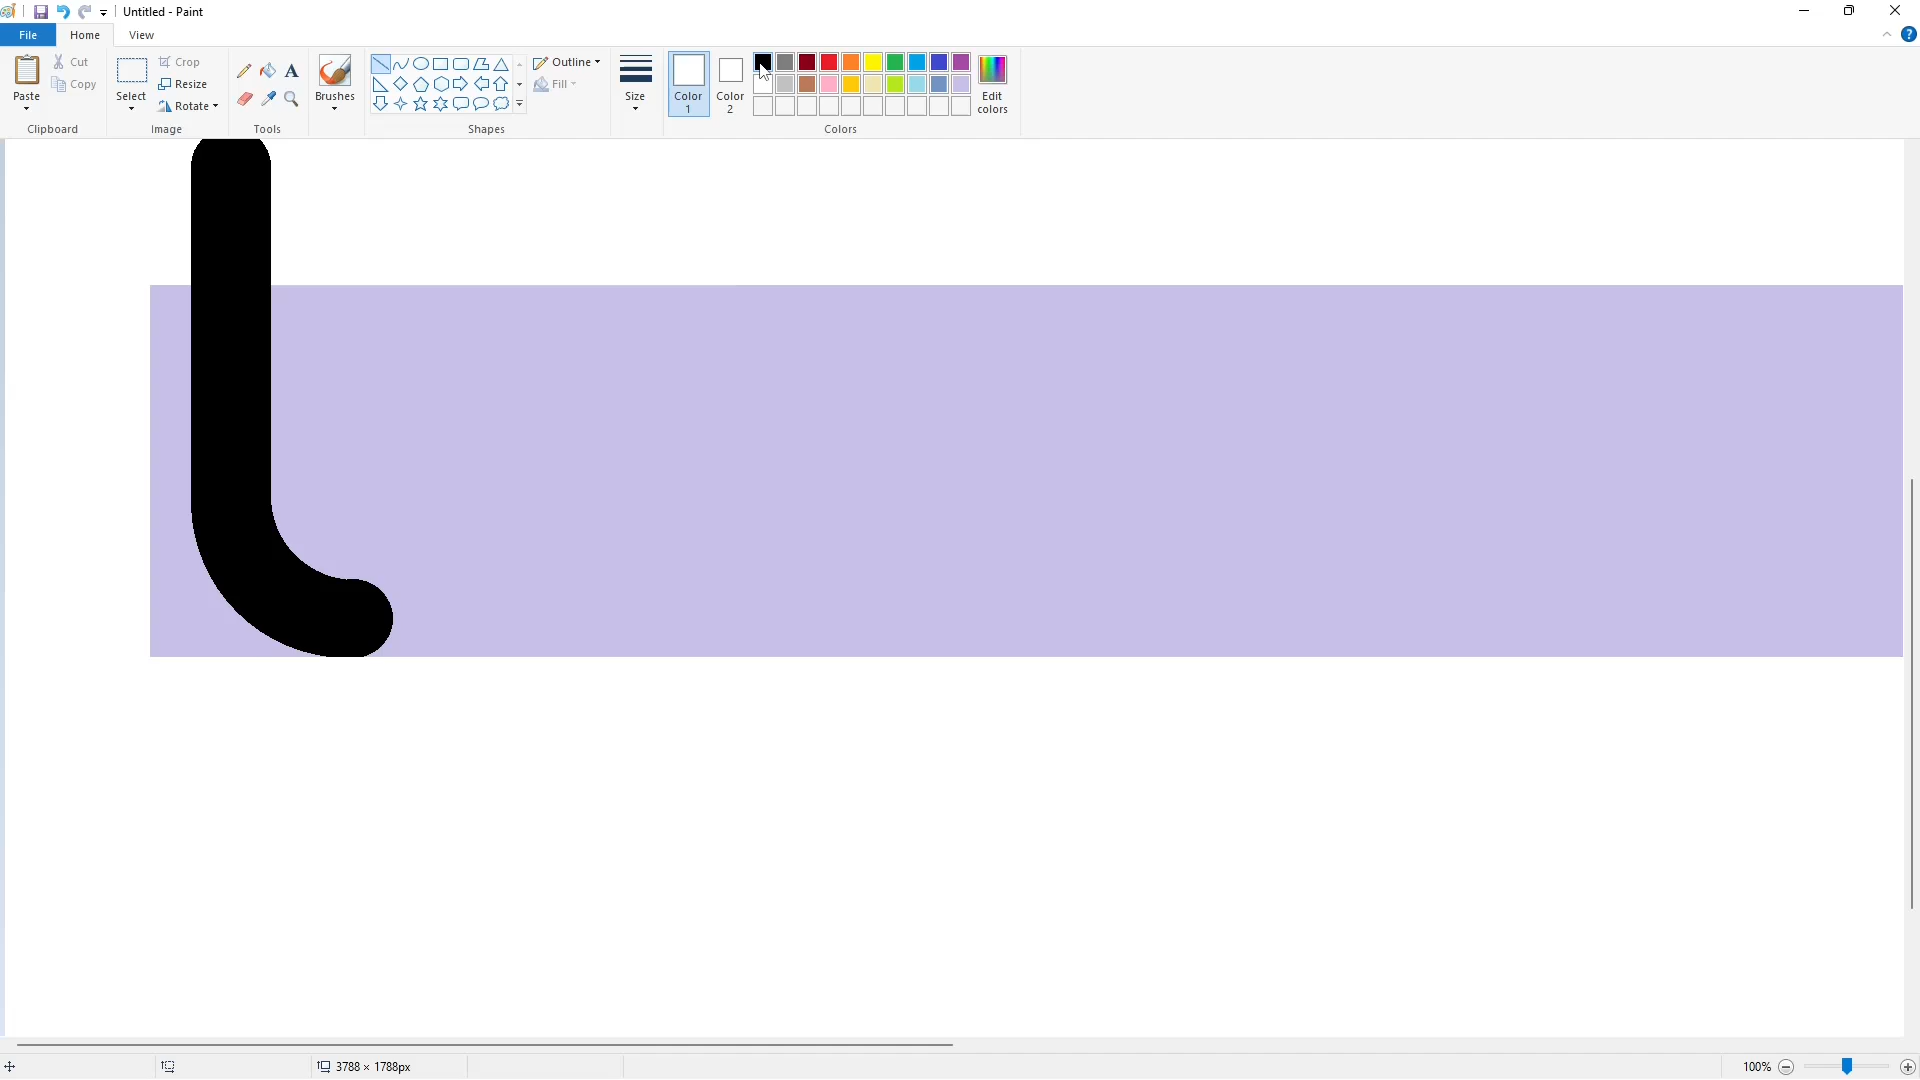 Untitled - Paint
File Home View
Paste Cut Copy
Select Crop Resize Rotate
A
Brushes
Outline Fill
Size
Color 1 Color 2
Edit colors
Clipboard Image Tools Shapes Colors
3788 × 1788px 100%